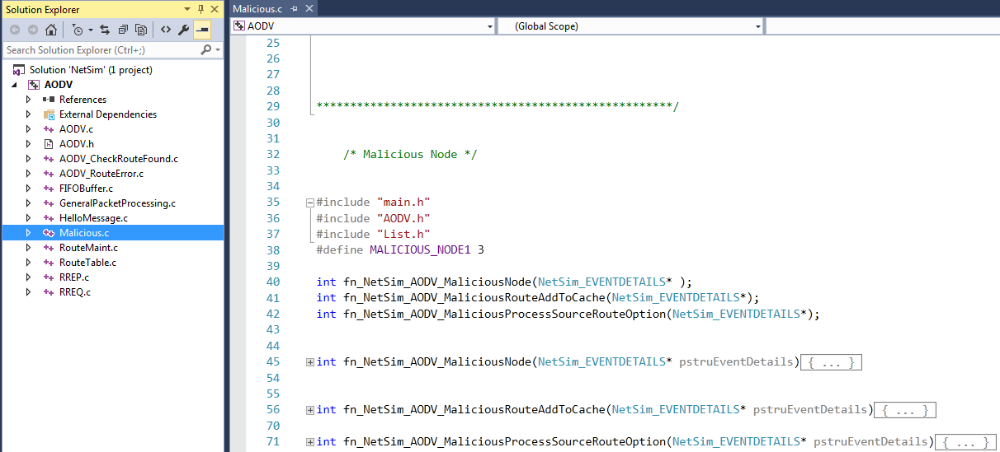 Solution Explorer
Search Solution Explorer (Ctrl+;)
Solution 'NetSim' (1 project)
AODV
References
External Dependencies
AODV.c
AODV.h
AODV_CheckRouteFound.c
AODV_RouteError.c
FIFOBuffer.c
GeneralPacketProcessing.c
HelloMessage.c
Malicious.c
RouteMaint.c
RouteTable.c
RREP.c
RREQ.c
Malicious.c
AODV (Global Scope)
25
26
27
28
29 *****************************************************/
30
31
32 /* Malicious Node */
33
34
35 #include "main.h"
36 #include "AODV.h"
37 #include "List.h"
38 #define MALICIOUS_NODE1 3
39
40 int fn_NetSim_AODV_MaliciousNode(NetSim_EVENTDETAILS* );
41 int fn_NetSim_AODV_MaliciousRouteAddToCache(NetSim_EVENTDETAILS*);
42 int fn_NetSim_AODV_MaliciousProcessSourceRouteOption(NetSim_EVENTDETAILS*);
43
44
45 int fn_NetSim_AODV_MaliciousNode(NetSim_EVENTDETAILS* pstruEventDetails){ ... }
54
55
56 int fn_NetSim_AODV_MaliciousRouteAddToCache(NetSim_EVENTDETAILS* pstruEventDetails){ ... }
70
71 int fn_NetSim_AODV_MaliciousProcessSourceRouteOption(NetSim_EVENTDETAILS* pstruEventDetails){ ... }